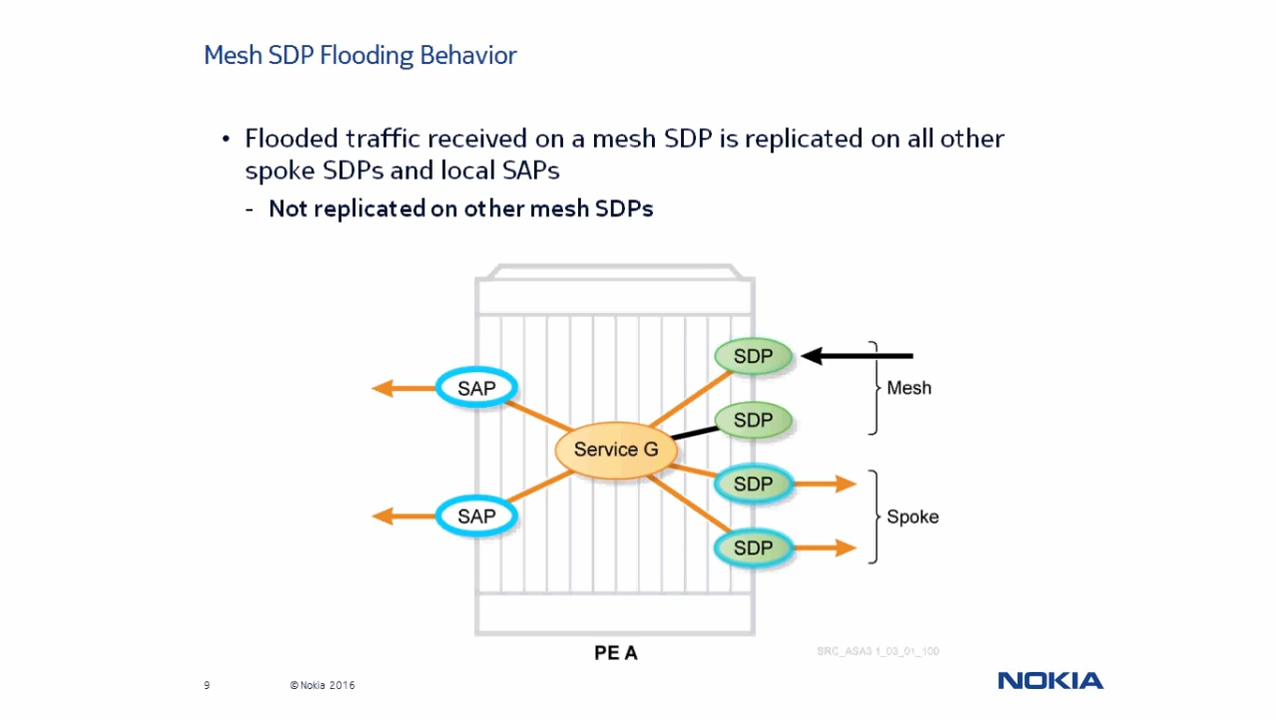 Mesh SDP Flooding Behavior
• Flooded traffic received on a mesh SDP is replicated on all other
spoke SDPs and local SAPs
- Not replicated on other mesh SDPs
SDP
SAP
Mesh
SDP
Service G
SDP
SAP
Spoke
SDP
PE A
SRC_ASA3 1_03_01_100
9
© Nokia 2016
NOKIA